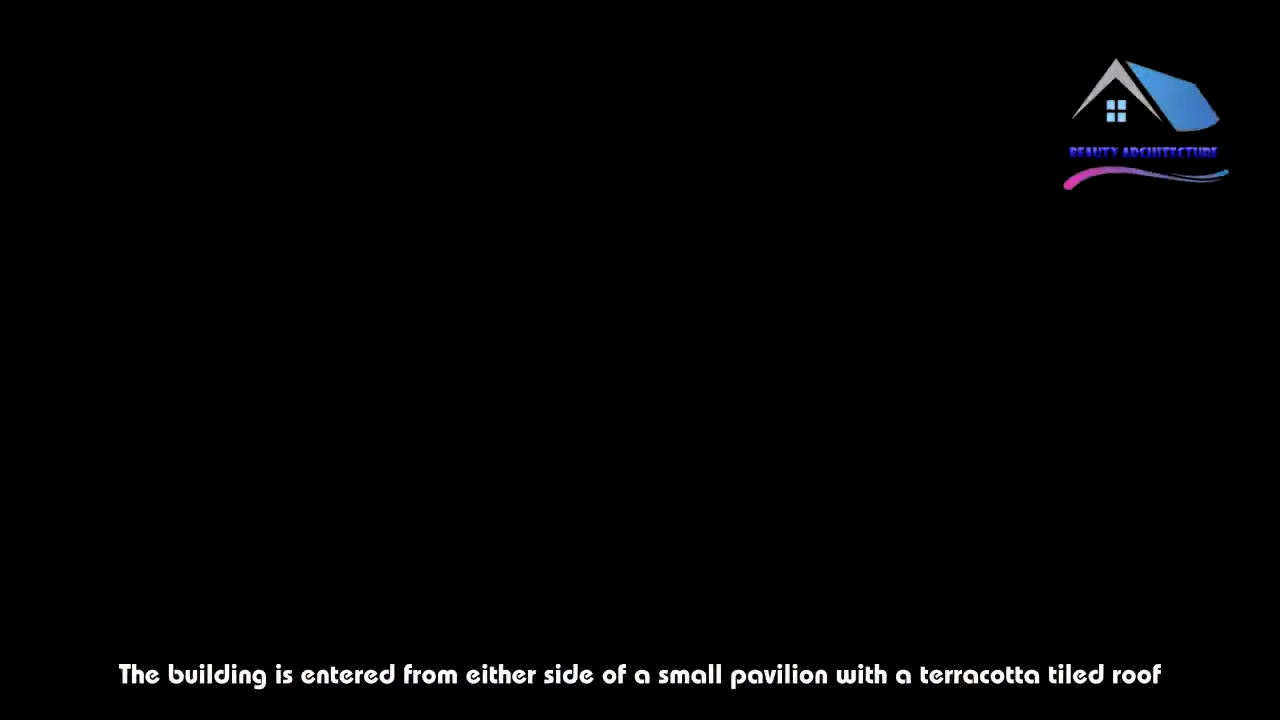 BEAUTY ARCHITECTURE
The building is entered from either side of a small pavilion with a terracotta tiled roof